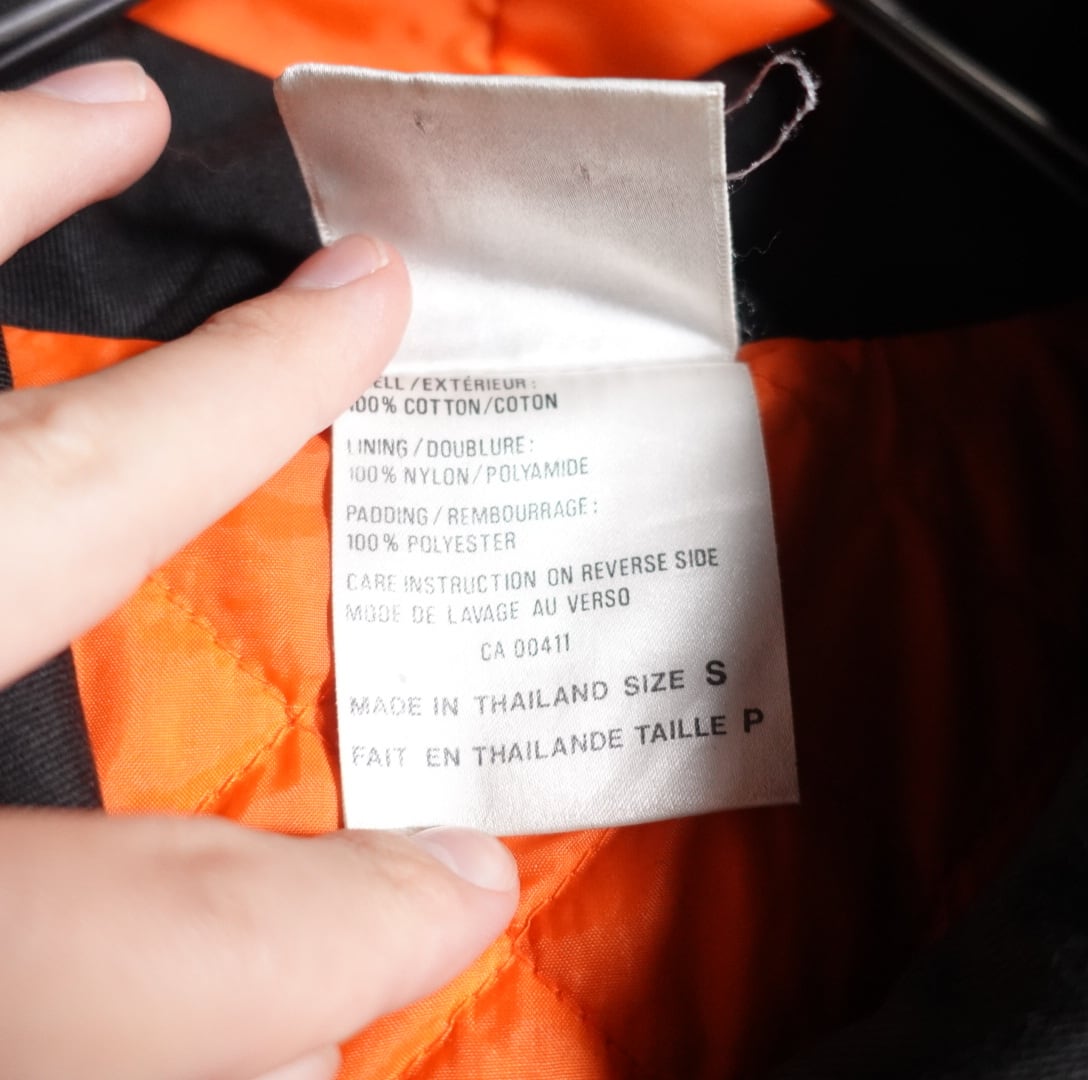 ELL/EXTÉRIEUR:
100% COTTON/COTON
LINING/DOUBLURE:
100% NYLON/POLYAMIDE
PADDING/REMBOURRAGE:
100% POLYESTER
CARE INSTRUCTION ON REVERSE SIDE
MODE DE LAVAGE AU VERSO
CA 00411
MADE IN THAILAND SIZE S
FAIT EN THAILANDE TAILLE P